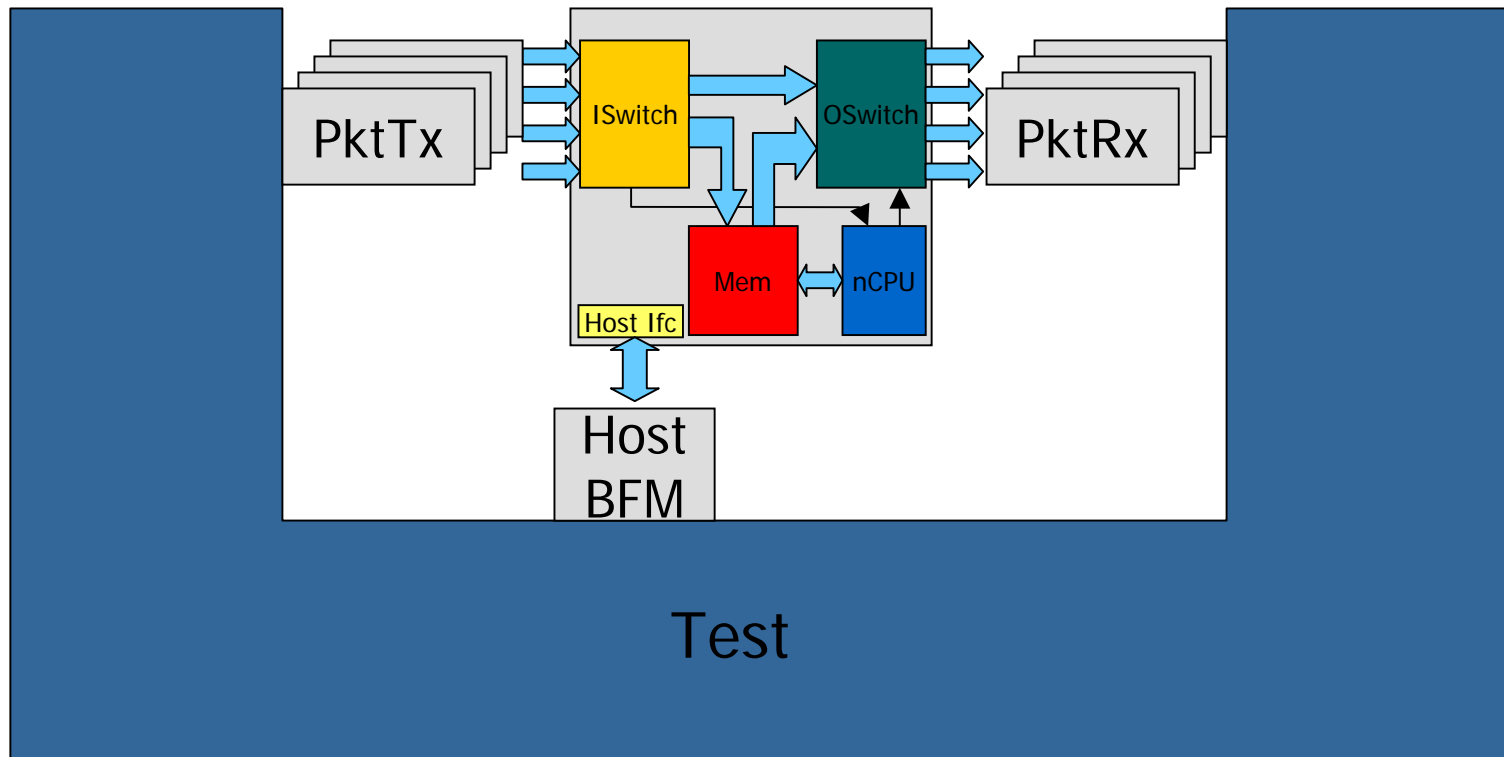 ISwitch
OSwitch
PktTx
PktRx
Mem
nCPU
Host Ifc
Host
BFM
Test